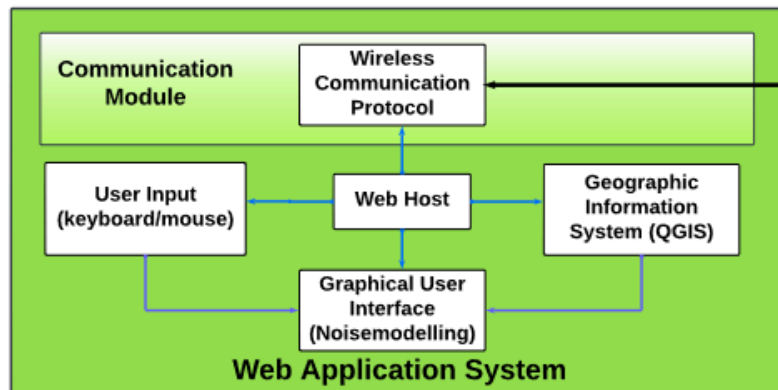 Communication
Module
Wireless
Communication
Protocol
User Input
(keyboard/mouse)
Web Host
Geographic
Information
System (QGIS)
Graphical User
Interface
(Noisemodelling)
Web Application System